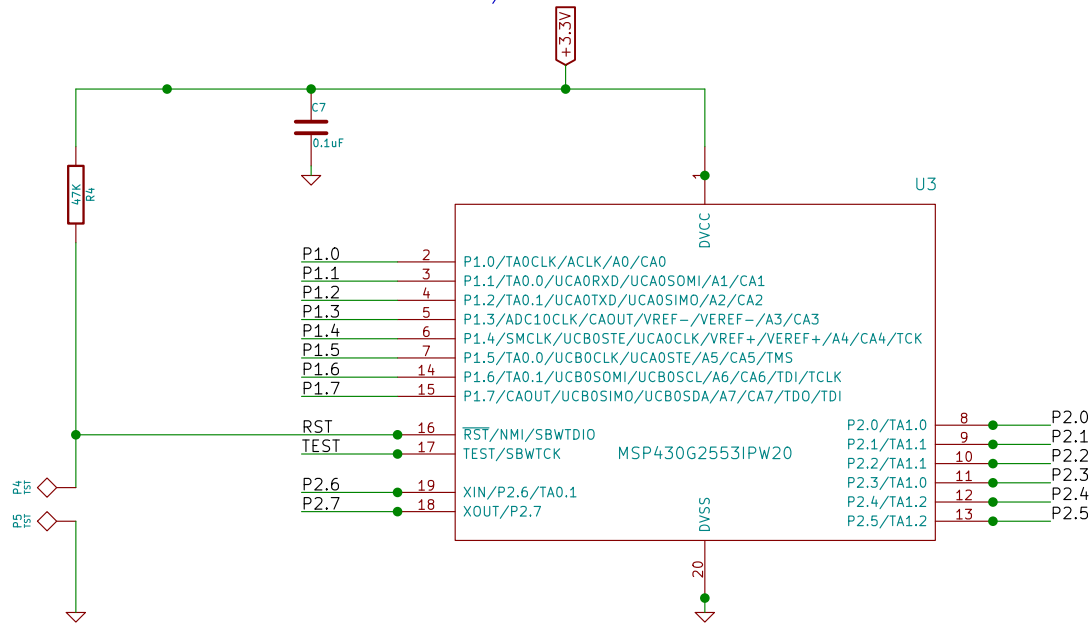 +3.3V
C7
0.1uF
47K
R4
U3
1
DVCC
P1.0 2 P1.0/TA0CLK/ACLK/A0/CA0
P1.1 3 P1.1/TA0.0/UCA0RXD/UCA0SOMI/A1/CA1
P1.2 4 P1.2/TA0.1/UCA0TXD/UCA0SIMO/A2/CA2
P1.3 5 P1.3/ADC10CLK/CAOUT/VREF-/VEREF-/A3/CA3
P1.4 6 P1.4/SMCLK/UCB0STE/UCA0CLK/VREF+/VEREF+/A4/CA4/TCK
P1.5 7 P1.5/TA0.0/UCB0CLK/UCA0STE/A5/CA5/TMS
P1.6 14 P1.6/TA0.1/UCB0SOMI/UCB0SCL/A6/CA6/TDI/TCLK
P1.7 15 P1.7/CAOUT/UCB0SIMO/UCB0SDA/A7/CA7/TDO/TDI
RST 16 RST/NMI/SBWTDIO
TEST 17 TEST/SBWTCK
P2.6 19 XIN/P2.6/TA0.1
P2.7 18 XOUT/P2.7
MSP430G2553IPW20
P2.0/TA1.0 8 P2.0
P2.1/TA1.1 9 P2.1
P2.2/TA1.1 10 P2.2
P2.3/TA1.0 11 P2.3
P2.4/TA1.2 12 P2.4
P2.5/TA1.2 13 P2.5
DVSS
20
P4
TST
P5
TST